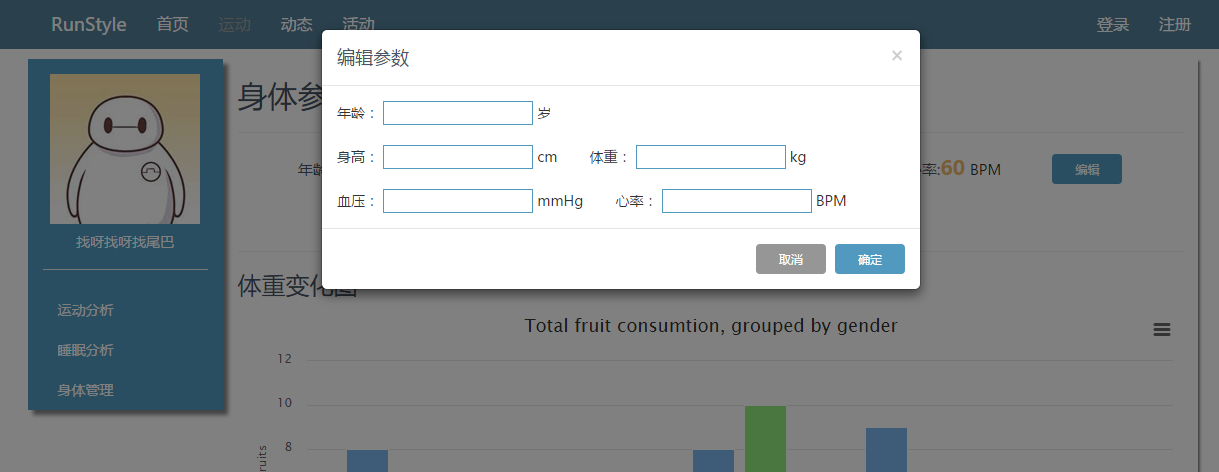 RunStyle 首页 运动 动态 活动 登录 注册
编辑参数 ×
身体参
年龄： 岁
身高： cm 体重： kg
年龄 率:60 BPM 编辑
血压： mmHg 心率： BPM
取消 确定
找呀找呀找尾巴
运动分析
睡眠分析
身体管理
体重变化图
Total fruit consumtion, grouped by gender
12
10
8
ruits